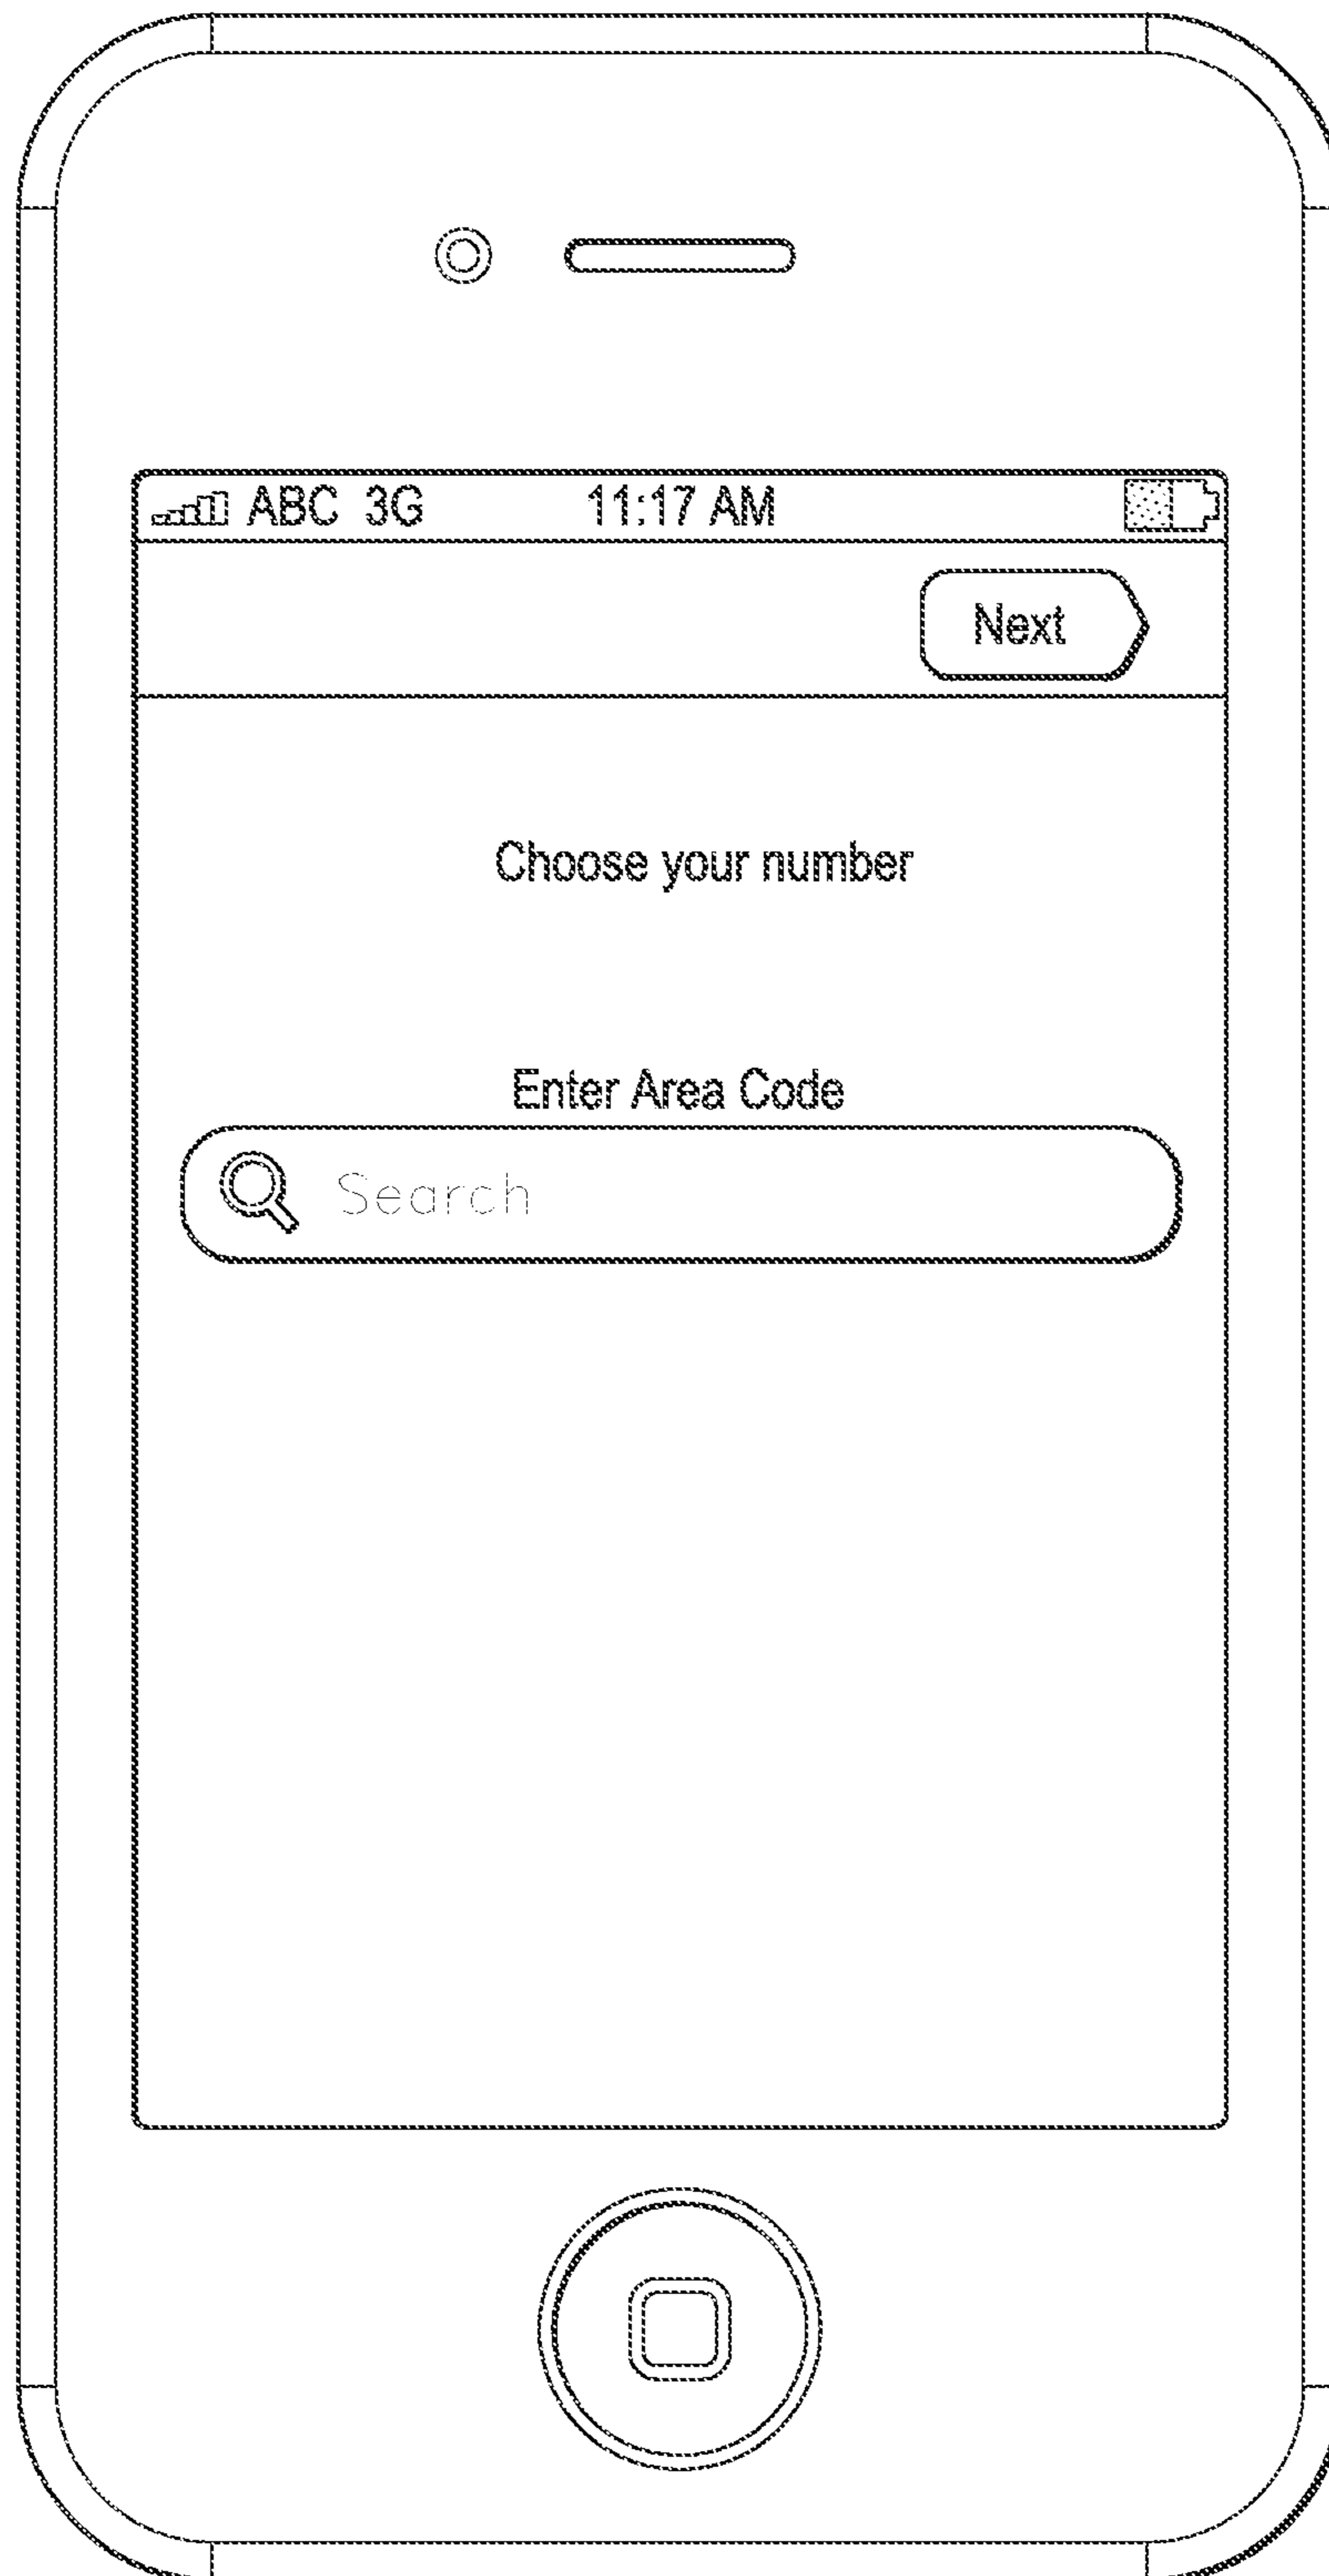 ABC 3G 11:17 AM
Next
Choose your number
Enter Area Code
Search